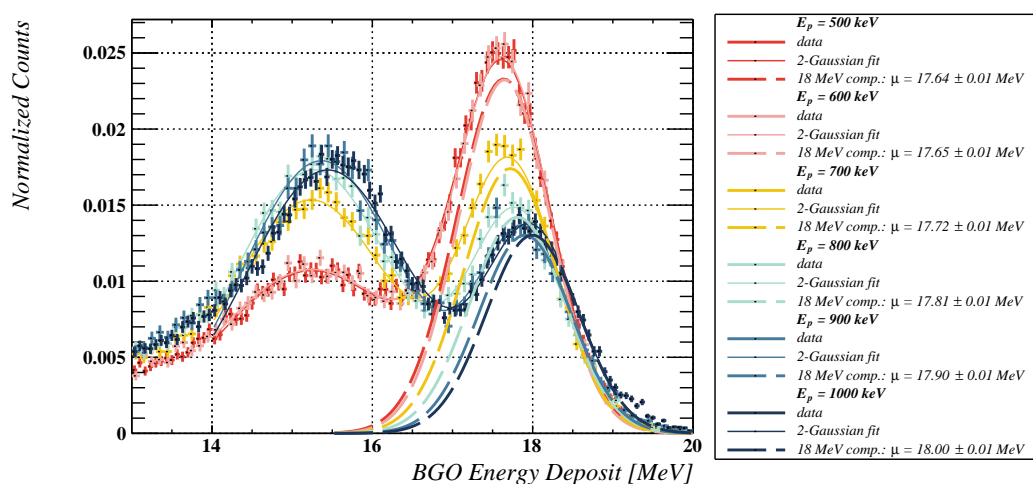 Normalized Counts
0.025
0.02
0.015
0.01
0.005
0
14
16
18
20
BGO Energy Deposit [MeV]
E_p = 500 keV
data
2-Gaussian fit
18 MeV comp.: μ = 17.64 ± 0.01 MeV
E_p = 600 keV
data
2-Gaussian fit
18 MeV comp.: μ = 17.65 ± 0.01 MeV
E_p = 700 keV
data
2-Gaussian fit
18 MeV comp.: μ = 17.72 ± 0.01 MeV
E_p = 800 keV
data
2-Gaussian fit
18 MeV comp.: μ = 17.81 ± 0.01 MeV
E_p = 900 keV
data
2-Gaussian fit
18 MeV comp.: μ = 17.90 ± 0.01 MeV
E_p = 1000 keV
data
2-Gaussian fit
18 MeV comp.: μ = 18.00 ± 0.01 MeV